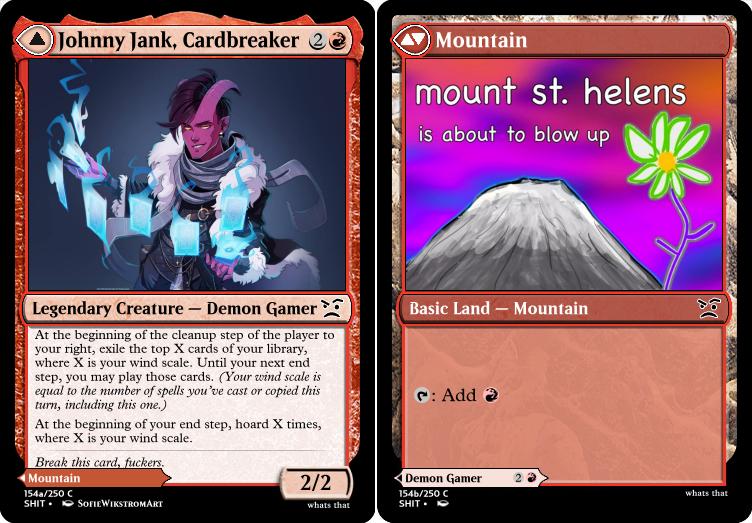 Johnny Jank, Cardbreaker 2
Legendary Creature — Demon Gamer
At the beginning of the cleanup step of the player to
your right, exile the top X cards of your library,
where X is your wind scale. Until your next end
step, you may play those cards. (Your wind scale is
equal to the number of spells you've cast or copied this
turn, including this one.)
At the beginning of your end step, hoard X times,
where X is your wind scale.
Break this card, fuckers.
Mountain
2/2
154a/250 C
SHIT • SofieWikstromArt
whats that
Mountain
mount st. helens
is about to blow up
Basic Land — Mountain
: Add
Demon Gamer 2
154b/250 C
SHIT •
whats that